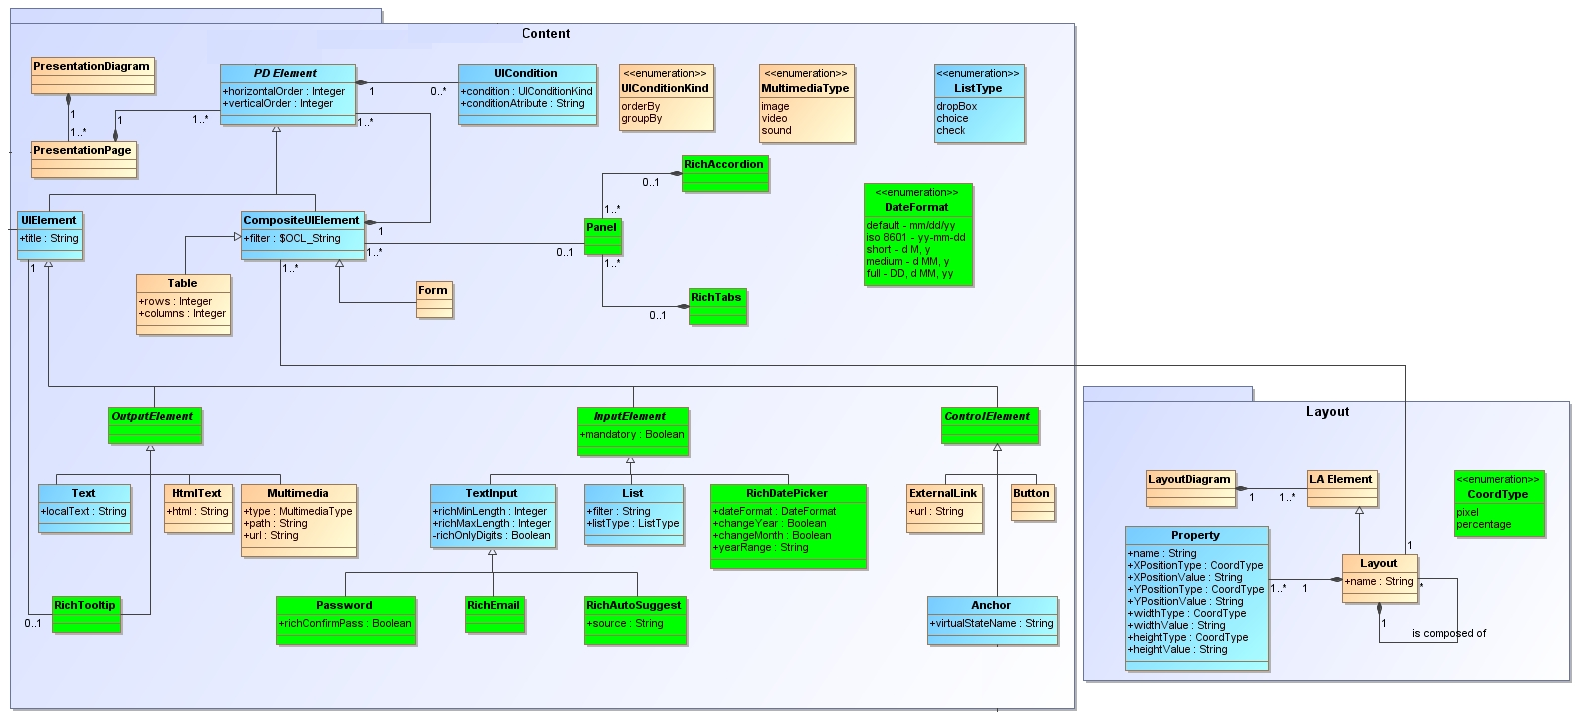 Content
PresentationDiagram
1
1..*
PresentationPage
1
1..*
PD Element
+horizontalOrder : Integer
+verticalOrder : Integer
1
0..*
1..*
UICondition
+condition : UIConditionKind
+conditionAtribute : String
<<enumeration>>
UIConditionKind
orderBy
groupBy
<<enumeration>>
MultimediaType
image
video
sound
<<enumeration>>
ListType
dropBox
choice
check
RichAccordion
0..1
1..*
<<enumeration>>
DateFormat
default - mm/dd/yy
iso 8601 - yy-mm-dd
short - d M, y
medium - d MM, y
full - DD, d MM, yy
UIElement
+title : String
1
CompositeUIElement
+filter : $OCL_String
1
1..*
1..*
Panel
0..1
1..*
Table
+rows : Integer
+columns : Integer
Form
RichTabs
0..1
OutputElement
InputElement
+mandatory : Boolean
ControlElement
Text
+localText : String
HtmlText
+html : String
Multimedia
+type : MultimediaType
+path : String
+url : String
TextInput
+richMinLength : Integer
+richMaxLength : Integer
-richOnlyDigits : Boolean
List
+filter : String
+listType : ListType
RichDatePicker
+dateFormat : DateFormat
+changeYear : Boolean
+changeMonth : Boolean
+yearRange : String
ExternalLink
+url : String
Button
RichTooltip
0..1
Password
+richConfirmPass : Boolean
RichEmail
RichAutoSuggest
+source : String
Anchor
+virtualStateName : String
Layout
LayoutDiagram
1
1..*
LA Element
<<enumeration>>
CoordType
pixel
percentage
Property
+name : String
+XPositionType : CoordType
+XPositionValue : String
+YPositionType : CoordType
+YPositionValue : String
+widthType : CoordType
+widthValue : String
+heightType : CoordType
+heightValue : String
1..*
1
1
Layout
+name : String
*
1
is composed of